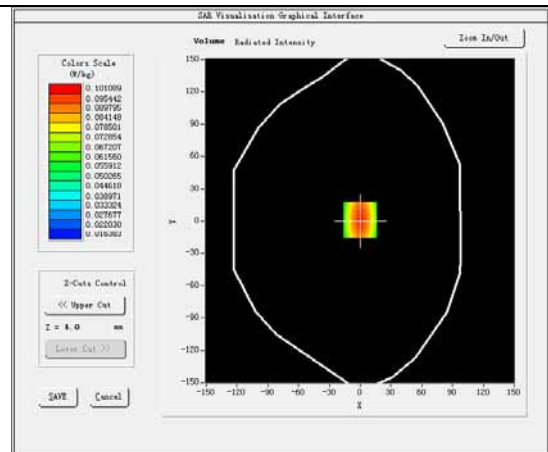 SAR Visualisation Graphical Interface
Volume Radiated Intensity
Zoom In/Out
Colors Scale
(W/kg)
0.101089
0.095442
0.089795
0.084148
0.078501
0.072854
0.067207
0.061560
0.055912
0.050265
0.044618
0.038971
0.033324
0.027677
0.022030
0.016383
Z-Cuts Control
<< Upper Cut
Z = 4.0 mm
Lower Cut >>
SAVE Cancel
150
120
90
60
30
0
-30
-60
-90
-120
-150
Y
-150 -120 -90 -60 -30 0 30 60 90 120 150
X